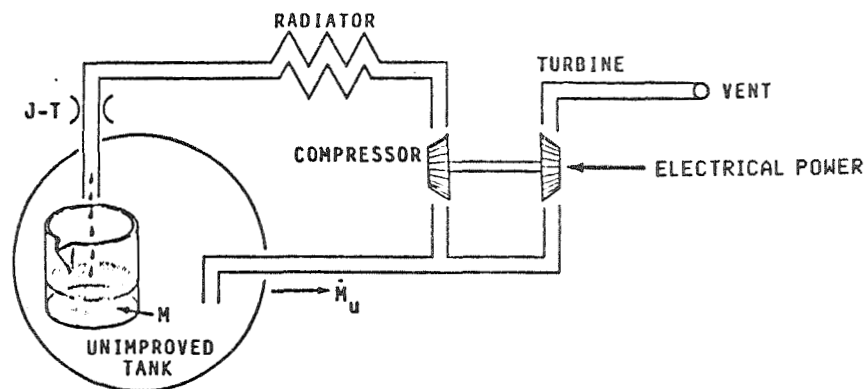 RADIATOR
TURBINE
J-T
VENT
COMPRESSOR
ELECTRICAL POWER
Ṁu
M
UNIMPROVED
TANK